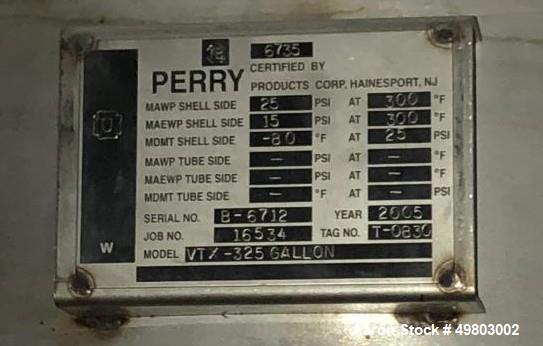 6735
CERTIFIED BY
PERRY PRODUCTS CORP, HAINESPORT, NJ
MAWP SHELL SIDE 25 PSI AT 300 °F
MAEWP SHELL SIDE 15 PSI AT 300 °F
MDMT SHELL SIDE -80 °F AT 25 PSI
MAWP TUBE SIDE - PSI AT - °F
MAEWP TUBE SIDE - PSI AT - °F
MDMT TUBE SIDE - °F AT - PSI
SERIAL NO. B-6712 YEAR 2005
JOB NO. 16534 TAG NO. T-0830
MODEL VTX-325 GALLON
U
W
Aaron Stock # 49803002